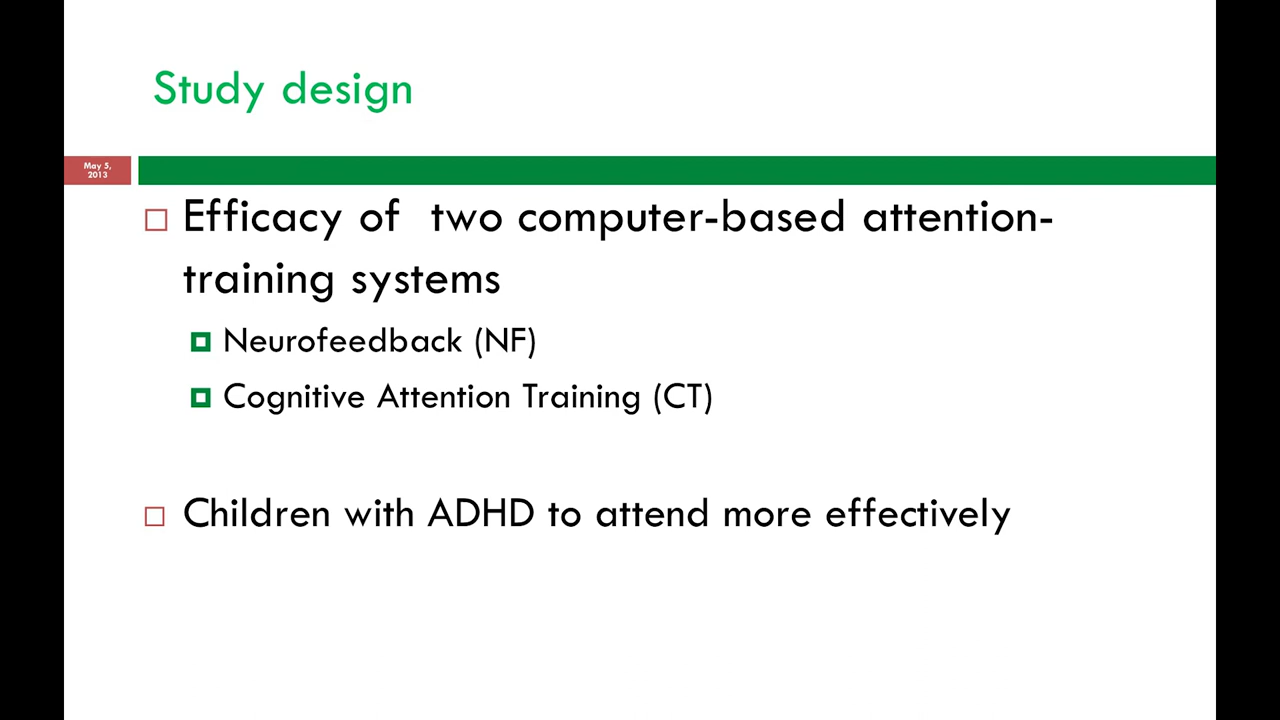 Study design
May 5,
2013
Efficacy of  two computer-based attention-
training systems
Neurofeedback (NF)
Cognitive Attention Training (CT)
Children with ADHD to attend more effectively